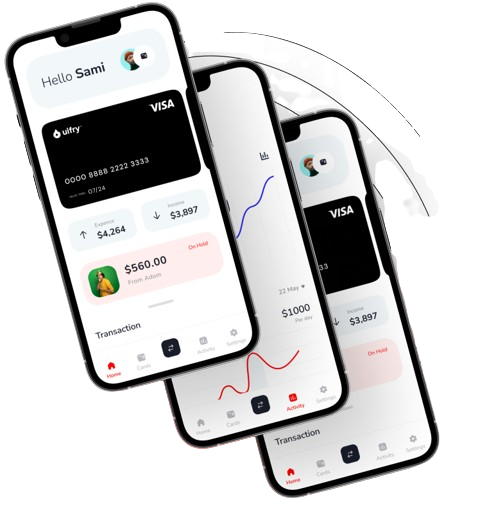 Hello Sami
VISA
uifry
0000 8888 2222 3333
07/24
Expense
$4,264
Income
$3,897
On Hold
$560.00
From Adam
Transaction
Home
Cards
Activity
Settings
22 May
$1000
Per day
Home
Cards
Activity
Settings
VISA
33
Income
$3,897
On Hold
Transaction
Home
Cards
Activity
Settings